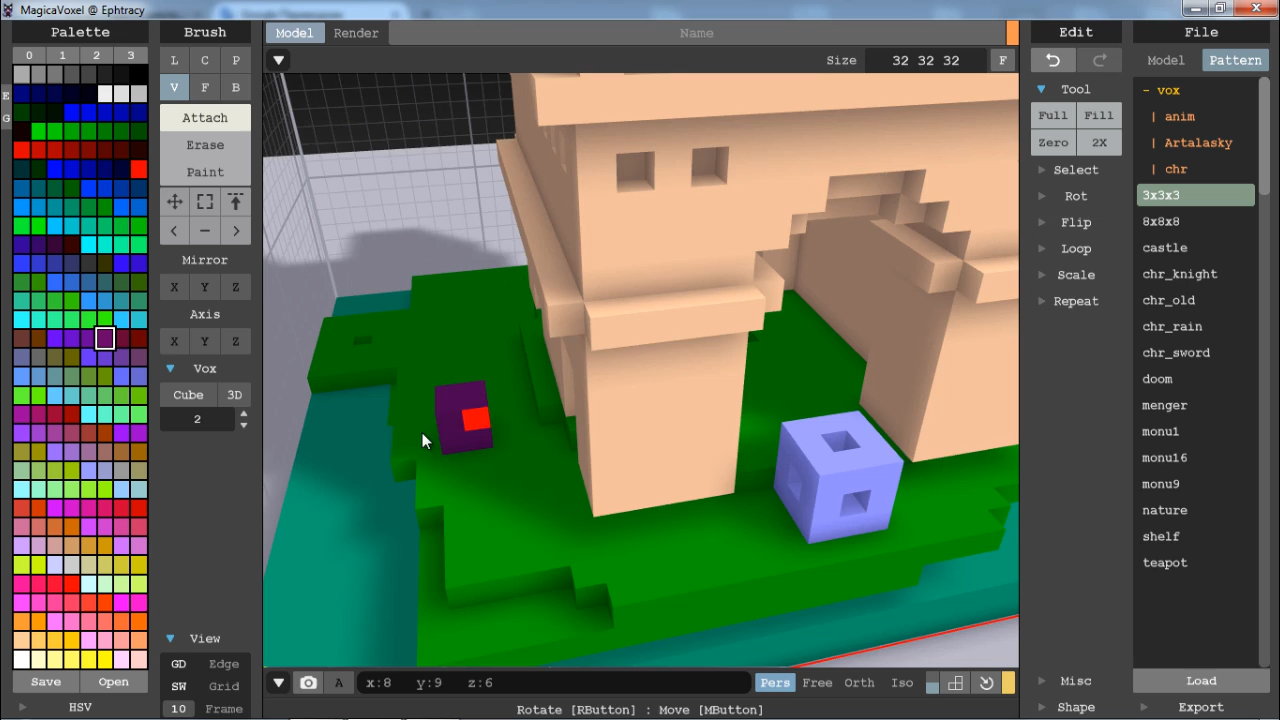 MagicaVoxel @ Ephtracy
Palette
0 1 2 3
E
G
Save Open
HSV
Brush
L C P
V F B
Attach
Erase
Paint
< − >
Mirror
X Y Z
Axis
X Y Z
Vox
Cube 3D
2
View
GD Edge
SW Grid
10 Frame
Model Render Name
Size 32 32 32 F
A x:8 y:9 z:6 Pers Free Orth Iso
Rotate [RButton] : Move [MButton]
Edit
Tool
Full Fill
Zero 2X
Select
Rot
Flip
Loop
Scale
Repeat
Misc
Shape
File
Model Pattern
− vox
| anim
| Artalasky
| chr
3x3x3
8x8x8
castle
chr_knight
chr_old
chr_rain
chr_sword
doom
menger
monu1
monu16
monu9
nature
shelf
teapot
Load
Export